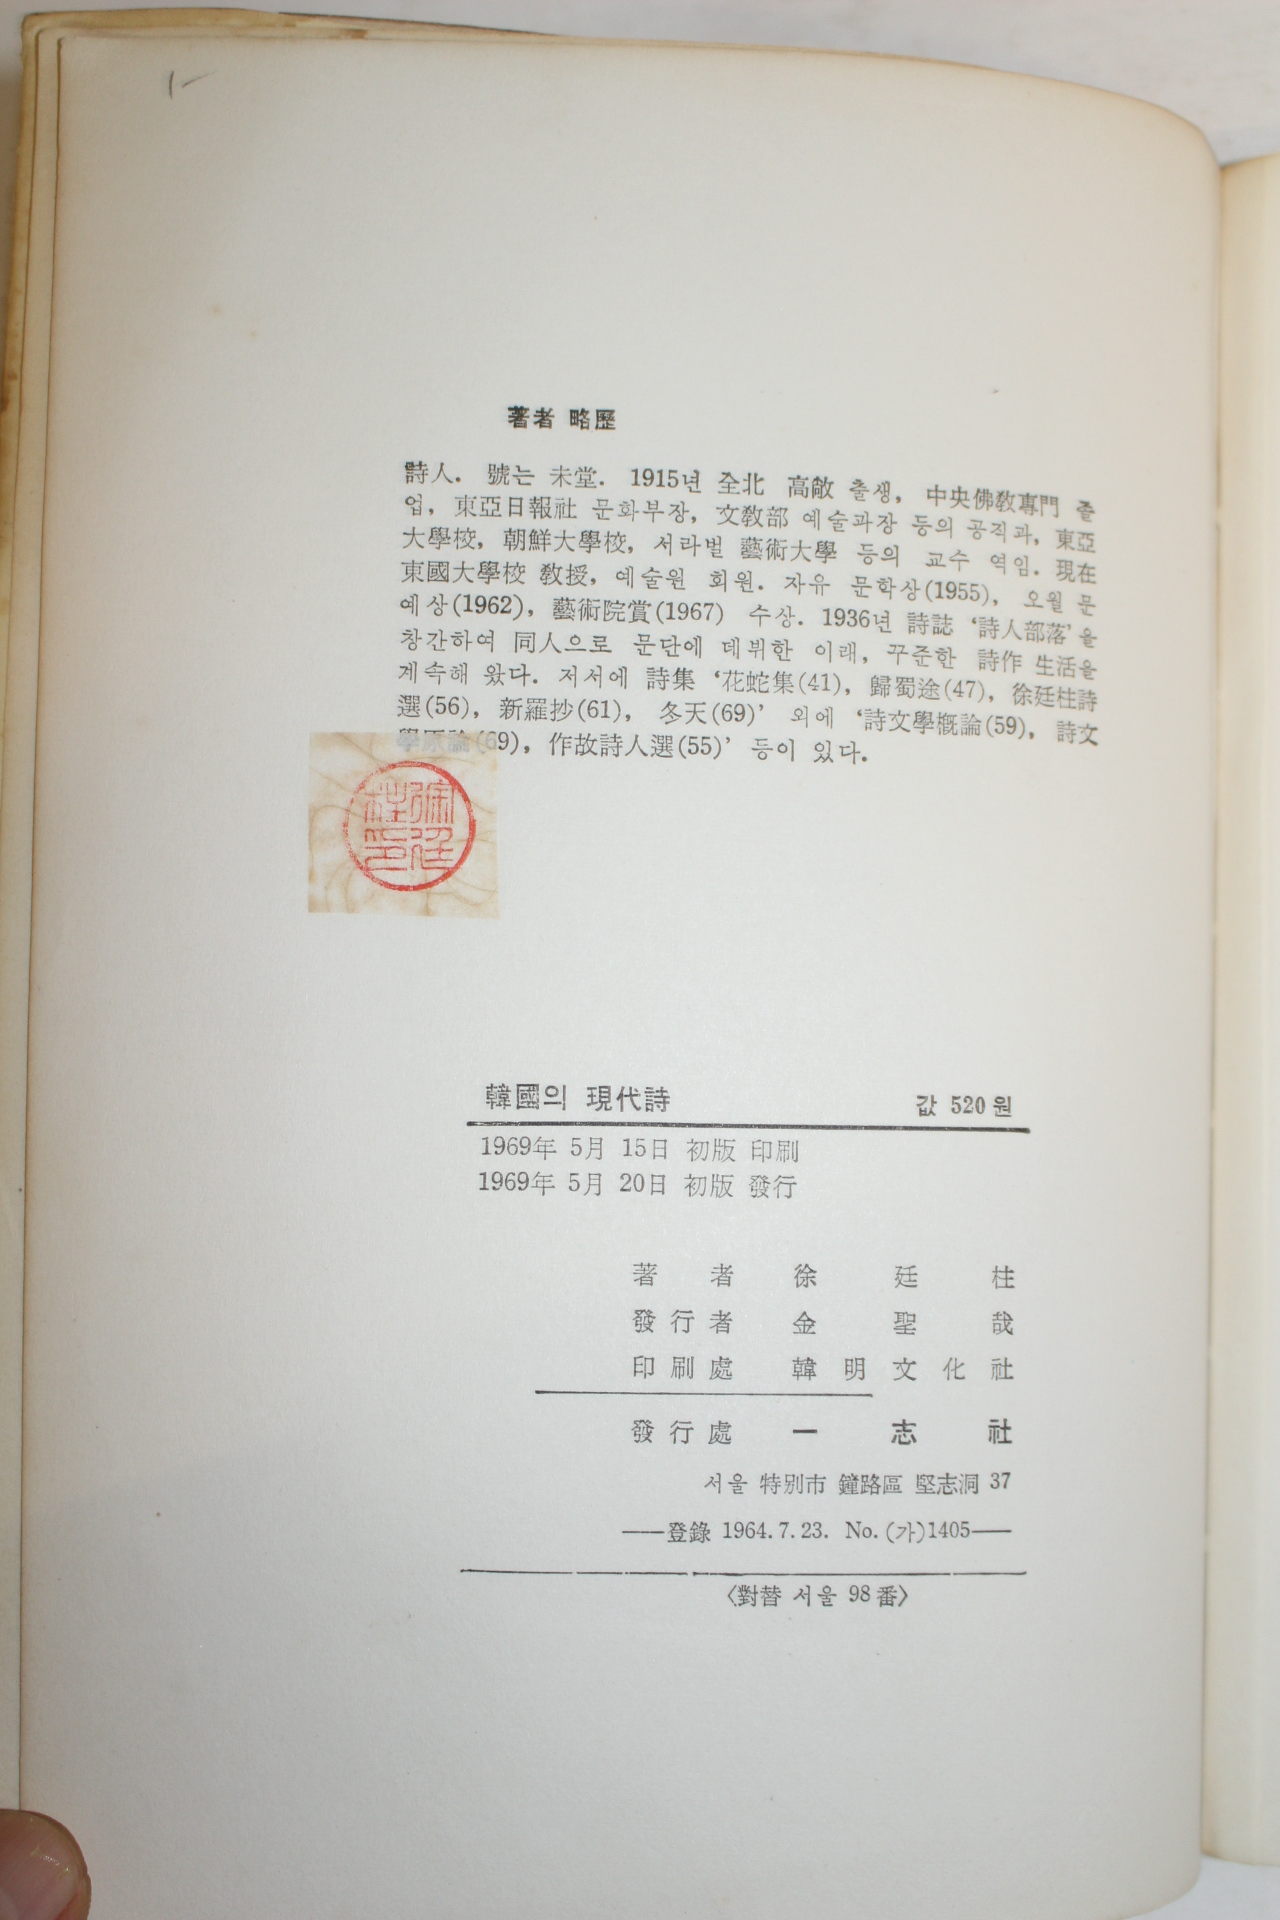 著者 略歷
詩人. 號는 未堂. 1915년 全北 高敞 출생, 中央佛敎專門 졸
업, 東亞日報社 문화부장, 文敎部 예술과장 등의 공직과, 東亞
大學校, 朝鮮大學校, 서라벌 藝術大學 등의 교수 역임. 現在
東國大學校 敎授, 예술원 회원. 자유 문학상(1955), 오월 문
예상(1962), 藝術院賞(1967) 수상. 1936년 詩誌 ‘詩人部落’을
창간하여 同人으로 문단에 데뷔한 이래, 꾸준한 詩作 生活을
계속해 왔다. 저서에 詩集 ‘花蛇集(41), 歸蜀途(47), 徐廷柱詩
選(56), 新羅抄(61), 冬天(69)’ 외에 ‘詩文學槪論(59), 詩文
學原論(69), 作故詩人選(55)’ 등이 있다.
徐廷柱印
韓國의 現代詩 값 520원
1969年 5月 15日 初版 印刷
1969年 5月 20日 初版 發行
著者 徐廷柱
發行者 金聖哉
印刷處 韓明文化社
發行處 一志社
서울 特別市 鐘路區 堅志洞 37
——登錄 1964.7.23. No.(가)1405——
〈對替 서울 98番〉